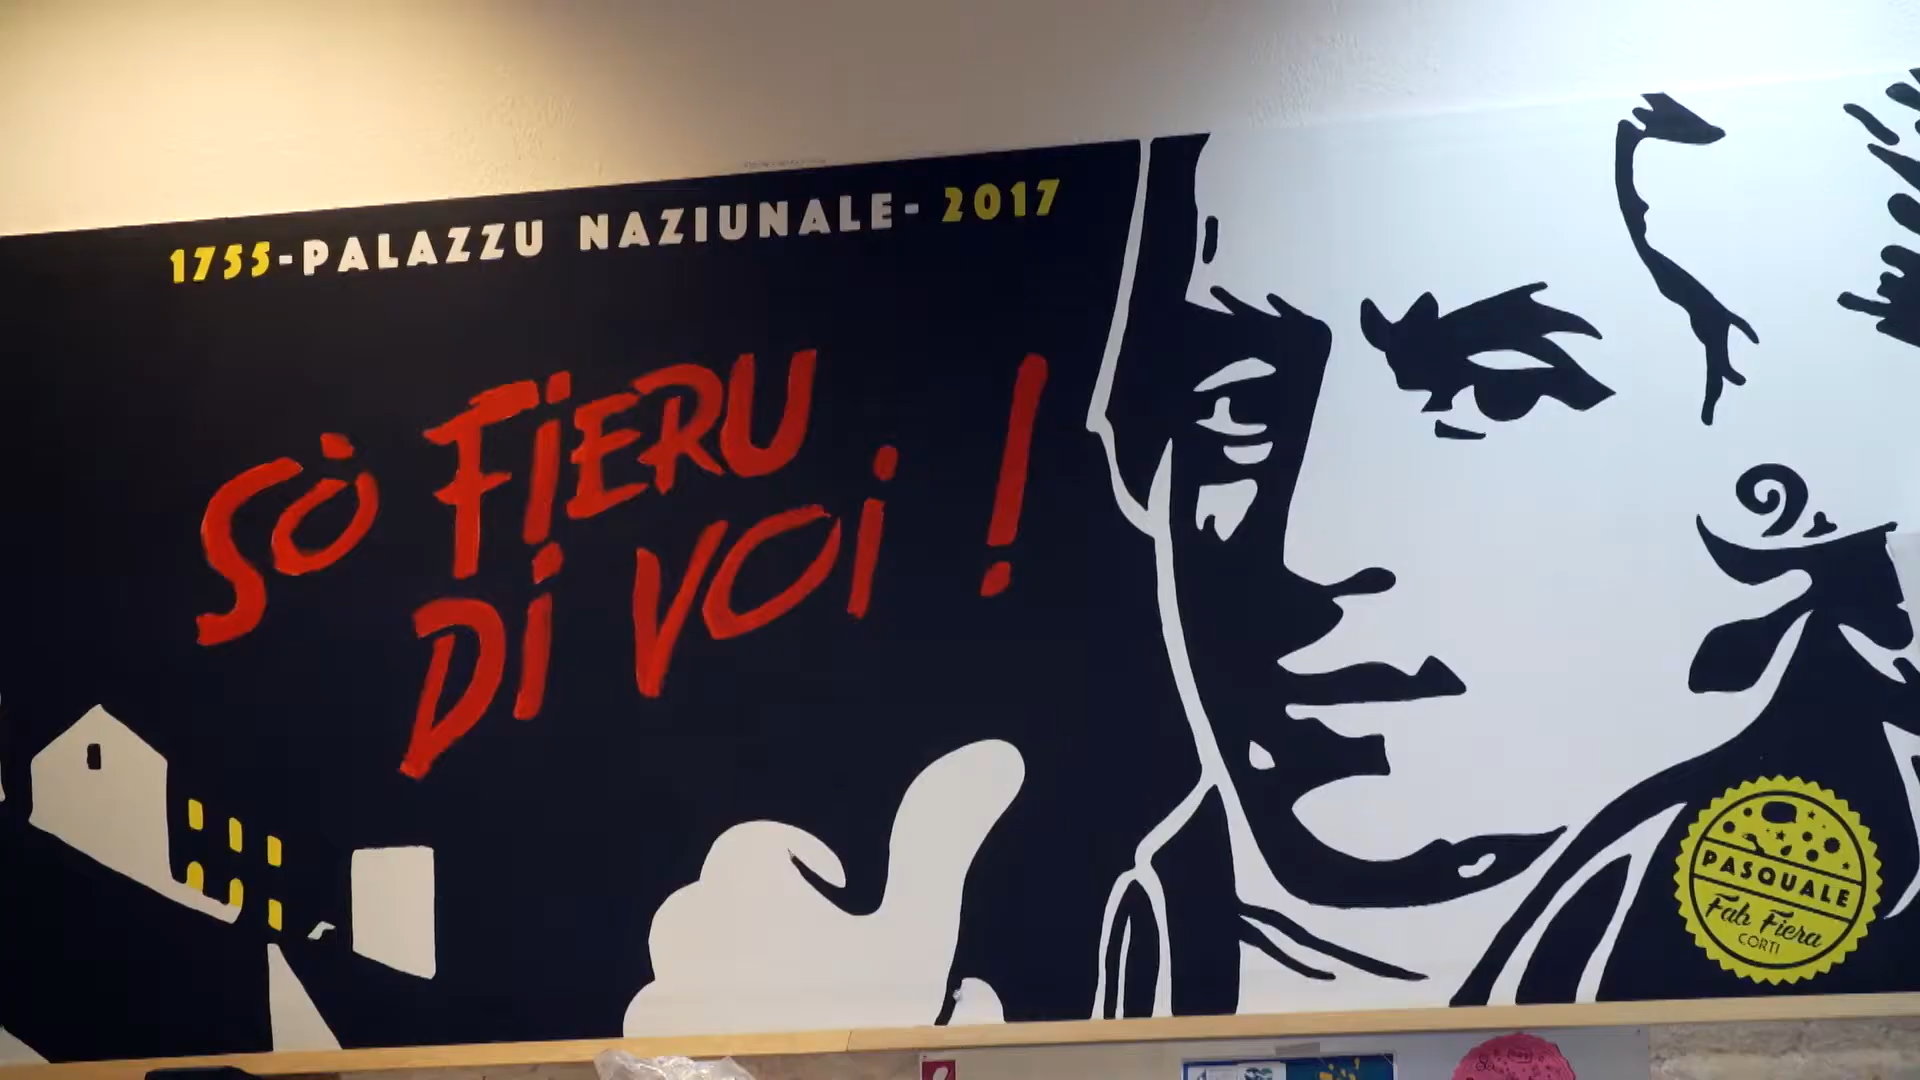 1755-PALAZZU NAZIUNALE-2017
SÒ FIERU
DI VOI !
PASQUALE
Fab Fiera
CORTI